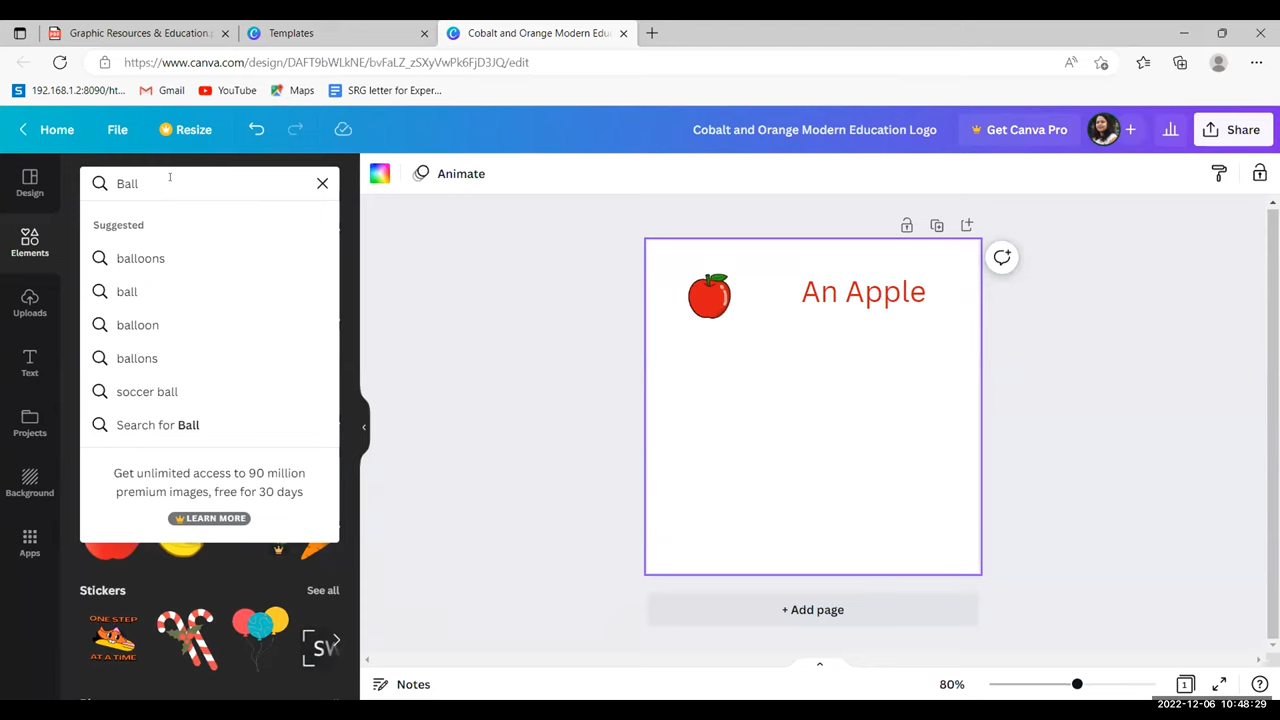 Graphic Resources & Education.p
Templates
Cobalt and Orange Modern Educ
https://www.canva.com/design/DAFT9bWLkNE/bvFaLZ_zSXyVwPk6FjD3JQ/edit
192.168.1.2:8090/ht...
Gmail
YouTube
Maps
SRG letter for Exper...
Home
File
Resize
Cobalt and Orange Modern Education Logo
Get Canva Pro
Share
Design
Elements
Uploads
Text
Projects
Background
Apps
Ball
Suggested
balloons
ball
balloon
ballons
soccer ball
Search for Ball
Get unlimited access to 90 million
premium images, free for 30 days
LEARN MORE
Stickers
See all
ONE STEP
AT A TIME
SW
Animate
An Apple
+ Add page
Notes
80%
1
2022-12-06 10:48:29